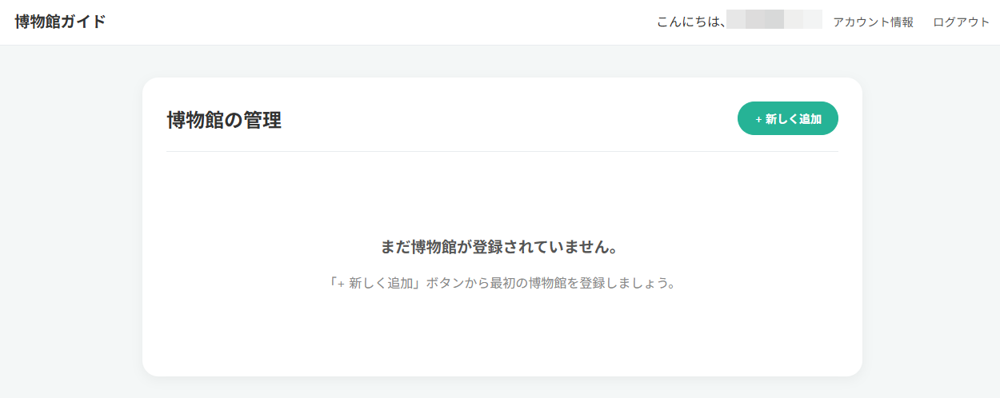 博物館ガイド
こんにちは、
アカウント情報
ログアウト
博物館の管理
+ 新しく追加
まだ博物館が登録されていません。
「+ 新しく追加」ボタンから最初の博物館を登録しましょう。